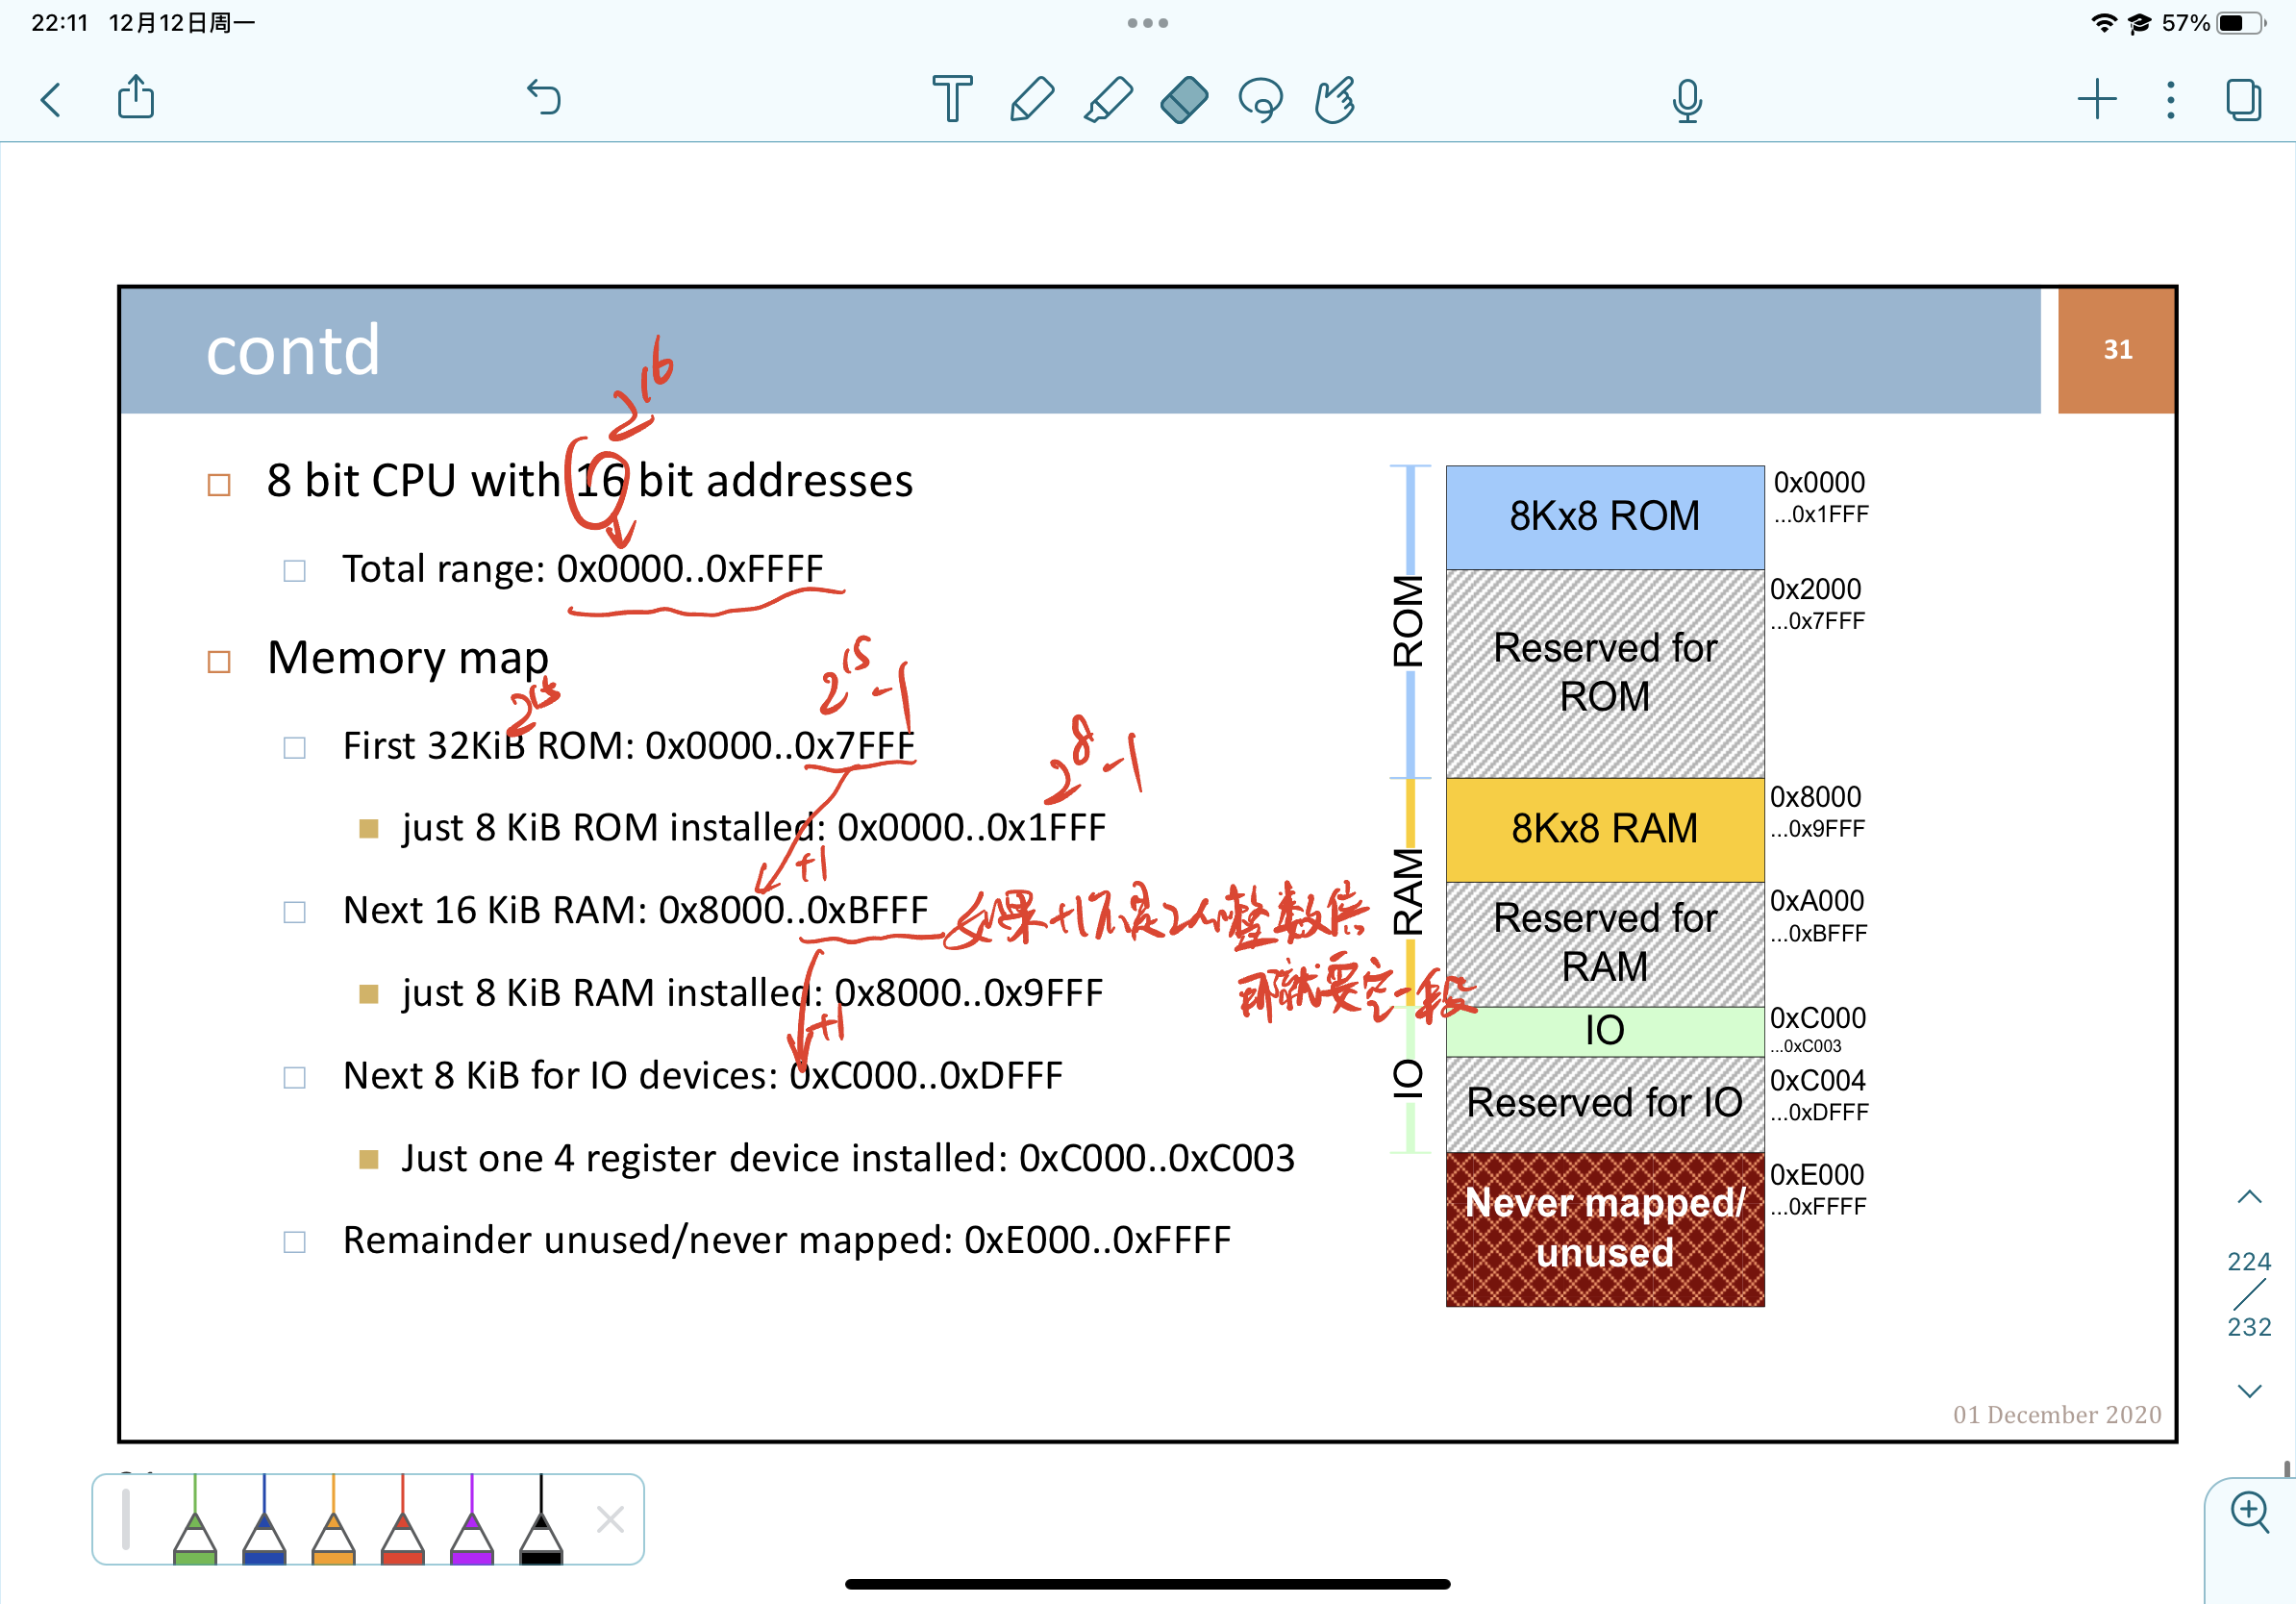 22:11 12月12日周一
57%
contd
31
2^16
8 bit CPU with 16 bit addresses
Total range: 0x0000..0xFFFF
Memory map
2^15
2^15-1
First 32KiB ROM: 0x0000..0x7FFF
2^8-1
just 8 KiB ROM installed: 0x0000..0x1FFF
+1
Next 16 KiB RAM: 0x8000..0xBFFF
如果+1不是2的整数倍
那就要空一段
just 8 KiB RAM installed: 0x8000..0x9FFF
+1
Next 8 KiB for IO devices: 0xC000..0xDFFF
Just one 4 register device installed: 0xC000..0xC003
Remainder unused/never mapped: 0xE000..0xFFFF
ROM
RAM
IO
8Kx8 ROM
0x0000
...0x1FFF
Reserved for
ROM
0x2000
...0x7FFF
8Kx8 RAM
0x8000
...0x9FFF
Reserved for
RAM
0xA000
...0xBFFF
IO
0xC000
...0xC003
Reserved for IO
0xC004
...0xDFFF
Never mapped/
unused
0xE000
...0xFFFF
01 December 2020
224
232